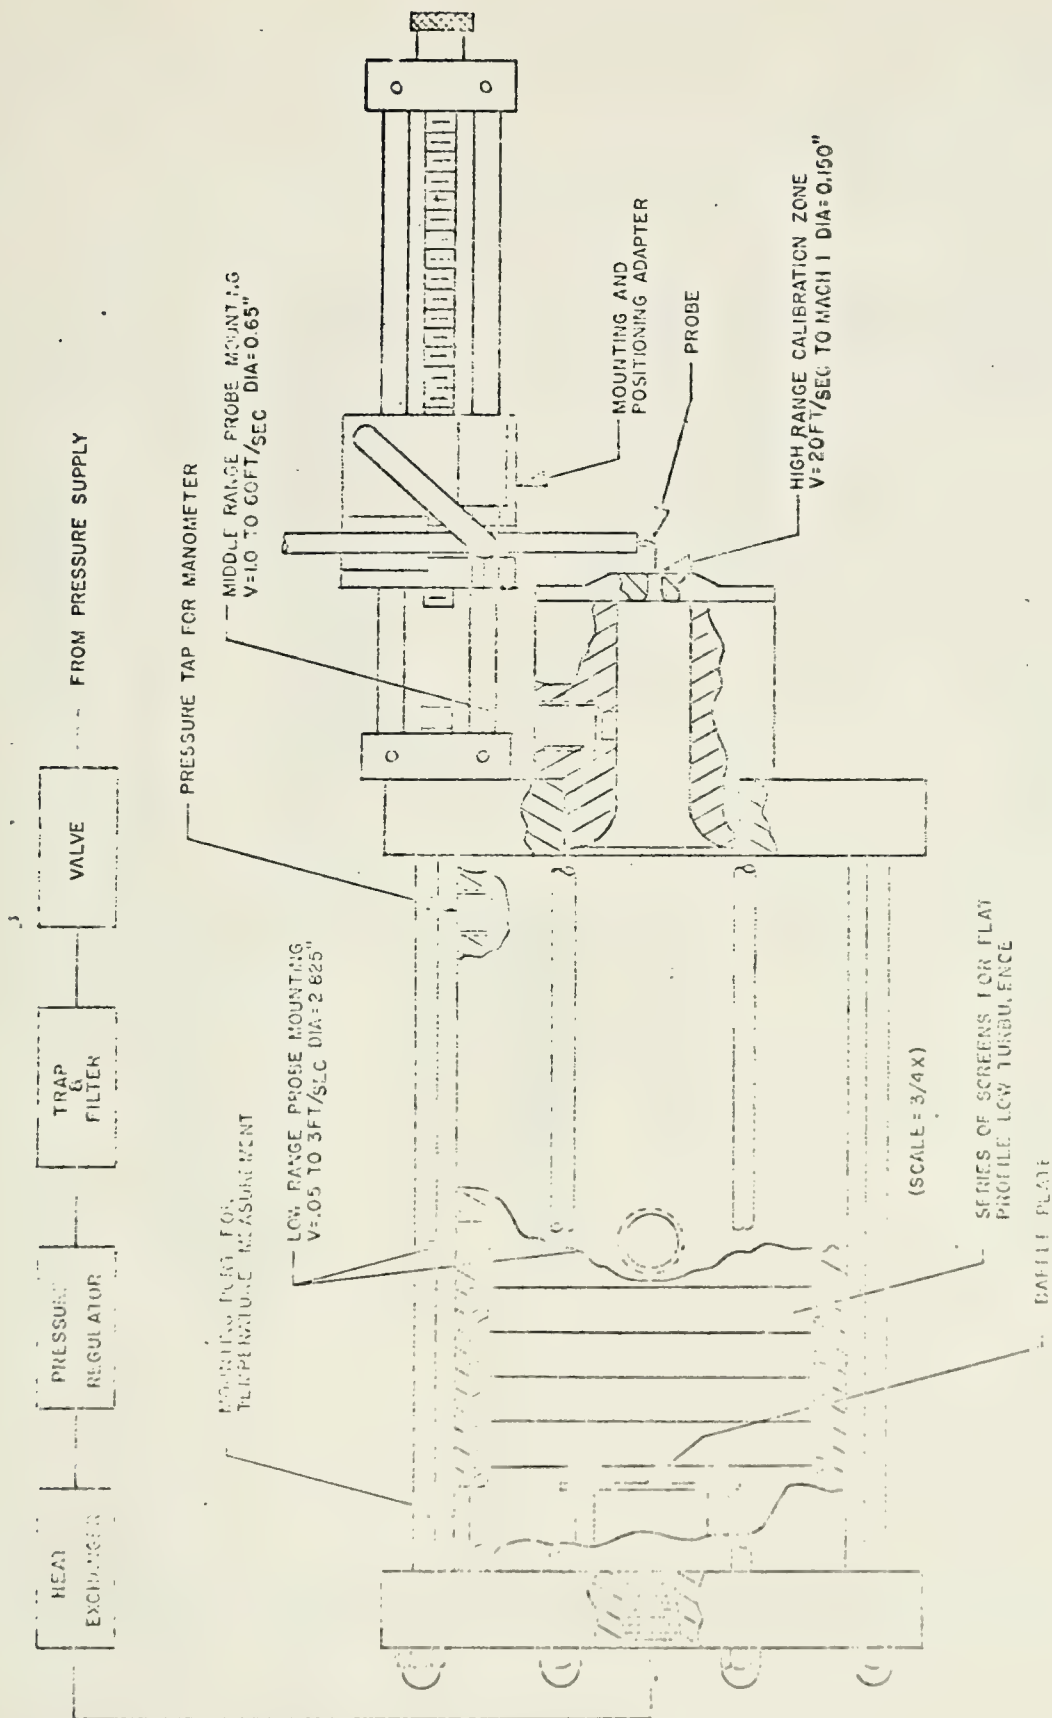 HEAT
EXCHANGER
PRESSURE
REGULATOR
TRAP
&
FILTER
VALVE
FROM PRESSURE SUPPLY
MOUNTING PORT FOR
TEMPERATURE MEASUREMENT
LOW RANGE PROBE MOUNTING
V=.05 TO 3FT/SEC DIA=2.825"
PRESSURE TAP FOR MANOMETER
MIDDLE RANGE PROBE MOUNTING
V=1.0 TO 60FT/SEC DIA=0.65"
MOUNTING AND
POSITIONING ADAPTER
PROBE
HIGH RANGE CALIBRATION ZONE
V=20FT/SEC TO MACH 1 DIA=0.150"
(SCALE = 3/4X)
SERIES OF SCREENS FOR FLAT
PROFILE LOW TURBULENCE
BAFFLE PLATE